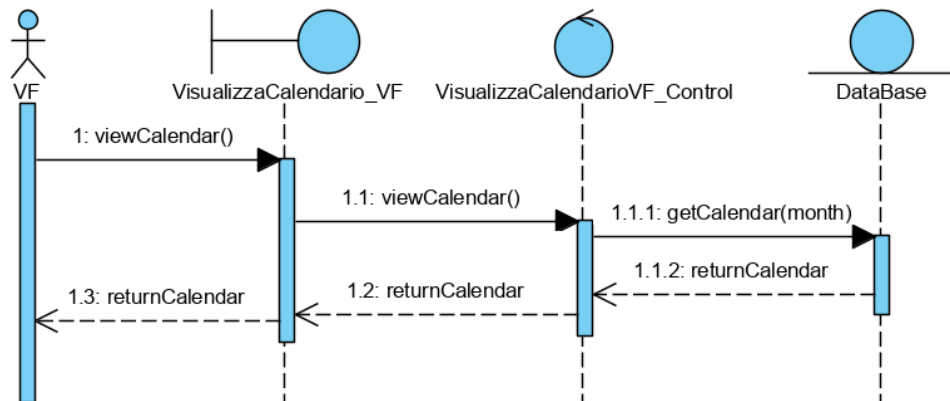 VF
VisualizzaCalendario_VF
VisualizzaCalendarioVF_Control
DataBase
1: viewCalendar()
1.1: viewCalendar()
1.1.1: getCalendar(month)
1.1.2: returnCalendar
1.2: returnCalendar
1.3: returnCalendar